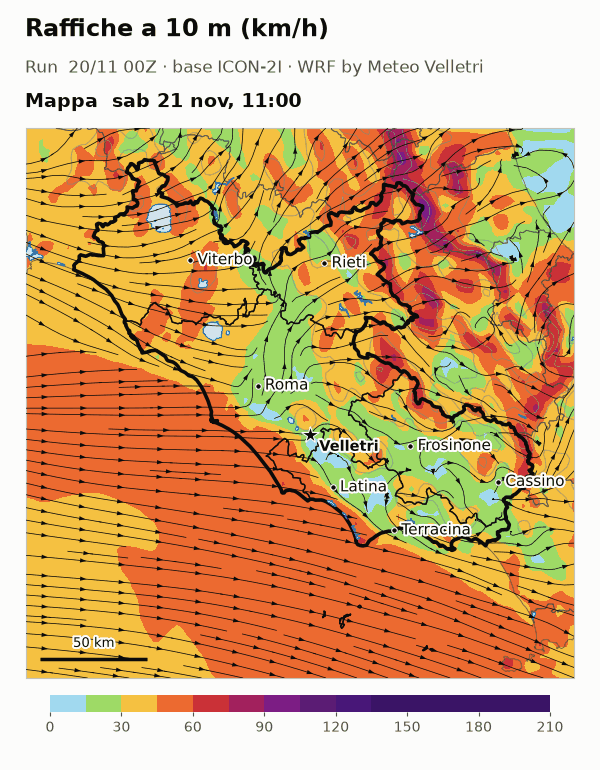 Raffiche a 10 m (km/h)
Run  20/11 00Z · base ICON-2I · WRF by Meteo Velletri
Mappa  sab 21 nov, 11:00
Viterbo
Rieti
Roma
Velletri
Frosinone
Latina
Cassino
Terracina
50 km
0 30 60 90 120 150 180 210